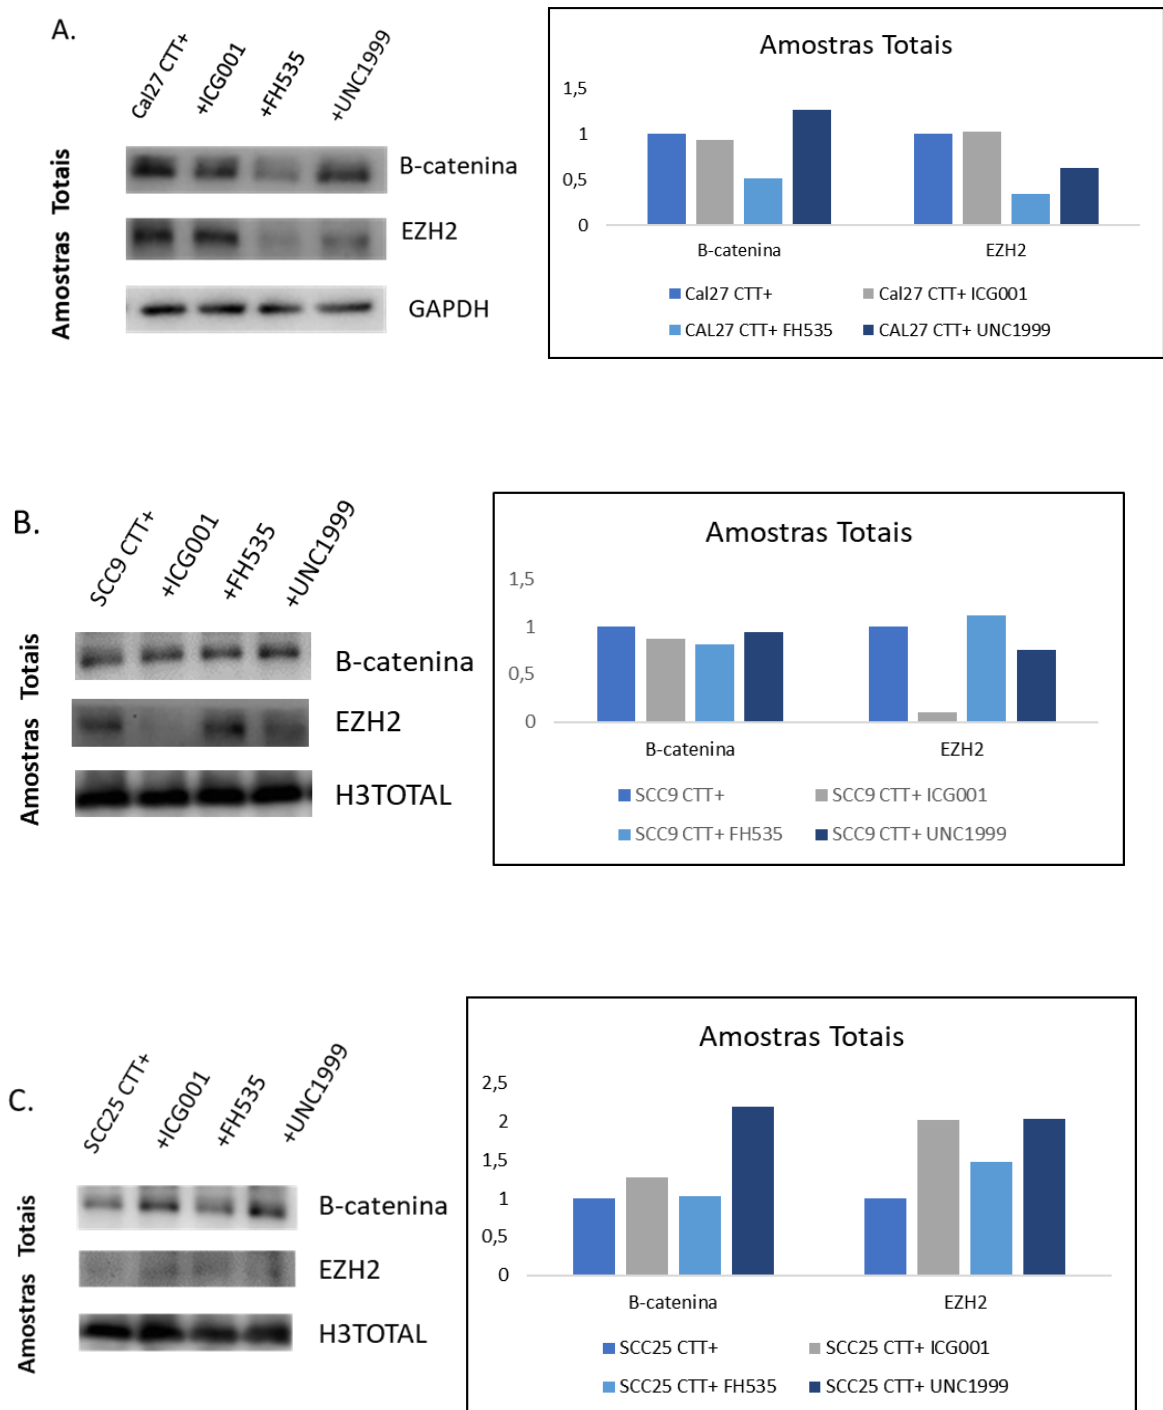 A.
Cal27 CTT+
+ICG001
+FH535
+UNC1999
Amostras Totais
B-catenina
EZH2
GAPDH
Amostras Totais
1,5
1
0,5
0
B-catenina
EZH2
Cal27 CTT+
Cal27 CTT+ ICG001
CAL27 CTT+ FH535
CAL27 CTT+ UNC1999
B.
SCC9 CTT+
+ICG001
+FH535
+UNC1999
Amostras Totais
B-catenina
EZH2
H3TOTAL
Amostras Totais
1,5
1
0,5
0
B-catenina
EZH2
SCC9 CTT+
SCC9 CTT+ ICG001
SCC9 CTT+ FH535
SCC9 CTT+ UNC1999
C.
SCC25 CTT+
+ICG001
+FH535
+UNC1999
Amostras Totais
B-catenina
EZH2
H3TOTAL
Amostras Totais
2,5
2
1,5
1
0,5
0
B-catenina
EZH2
SCC25 CTT+
SCC25 CTT+ ICG001
SCC25 CTT+ FH535
SCC25 CTT+ UNC1999